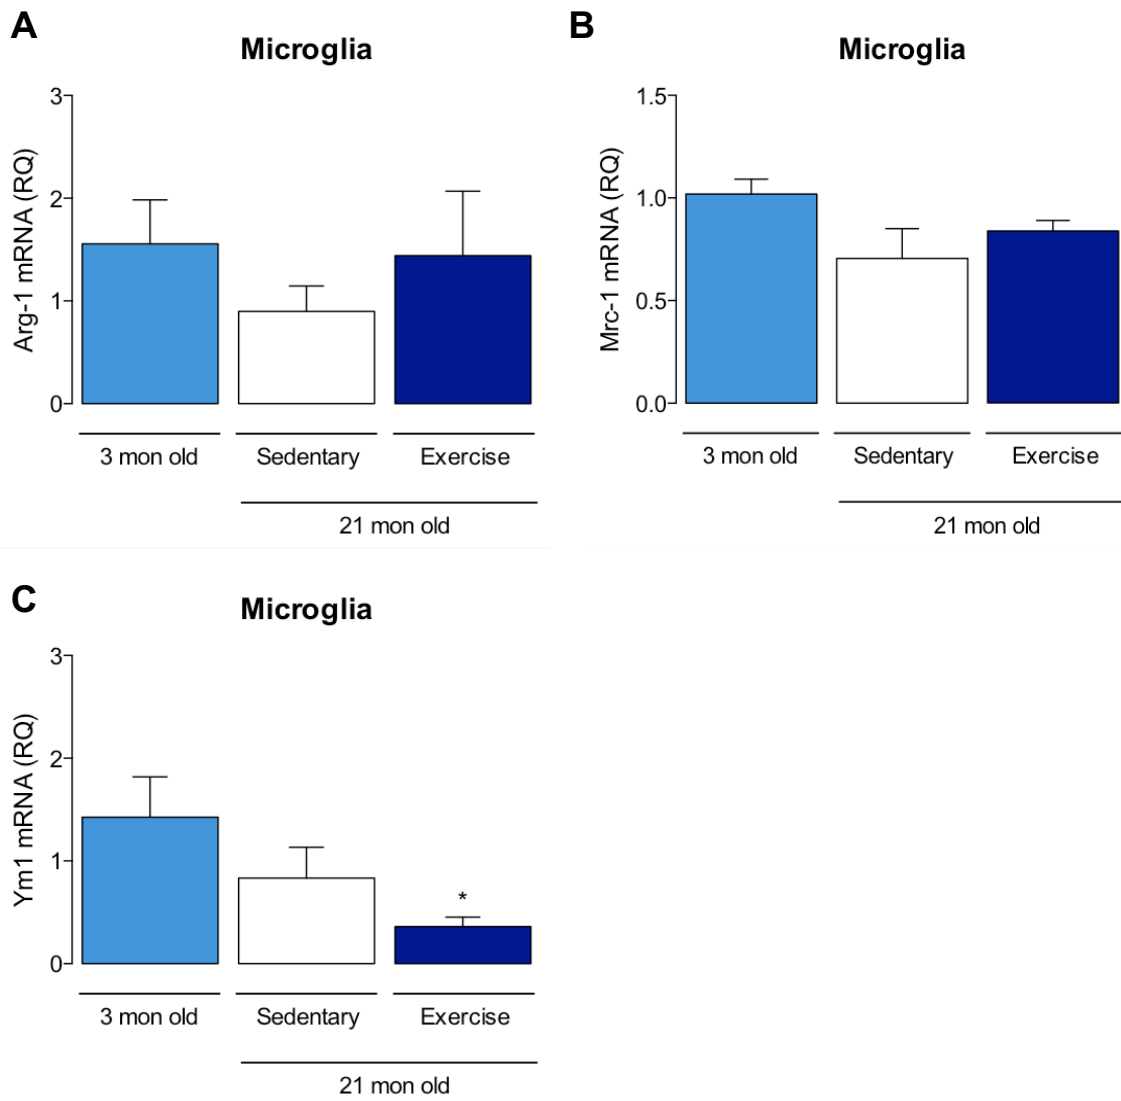 A
Microglia
Arg-1 mRNA (RQ)
3
2
1
0
3 mon old
Sedentary
Exercise
21 mon old
B
Microglia
Mrc-1 mRNA (RQ)
1.5
1.0
0.5
0.0
3 mon old
Sedentary
Exercise
21 mon old
C
Microglia
Ym1 mRNA (RQ)
3
2
1
0
*
3 mon old
Sedentary
Exercise
21 mon old